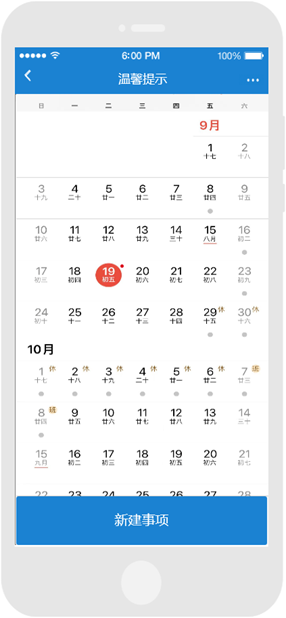 6:00 PM 100%
温馨提示
日 一 二 三 四 五 六
9月
1 2
十七 十八
3 4 5 6 7 8 9
十九 二十 廿一 廿二 廿三 廿四 廿五
10 11 12 13 14 15 16
廿六 廿七 廿八 廿九 三十 八月 初二
17 18 19 20 21 22 23
初三 初四 初五 初六 初七 初八 初九
24 25 26 27 28 29休 30休
初十 十一 十二 十三 十四 十五 十六
10月
1休 2休 3休 4休 5休 6休 7班
十七 十八 十九 二十 廿一 廿二 廿三
8班 9 10 11 12 13 14
廿四 廿五 廿六 廿七 廿八 廿九 三十
15 16 17 18 19 20 21
九月 初二 初三 初四 初五 初六 初七
22 23 24 25 26 27 28
新建事项